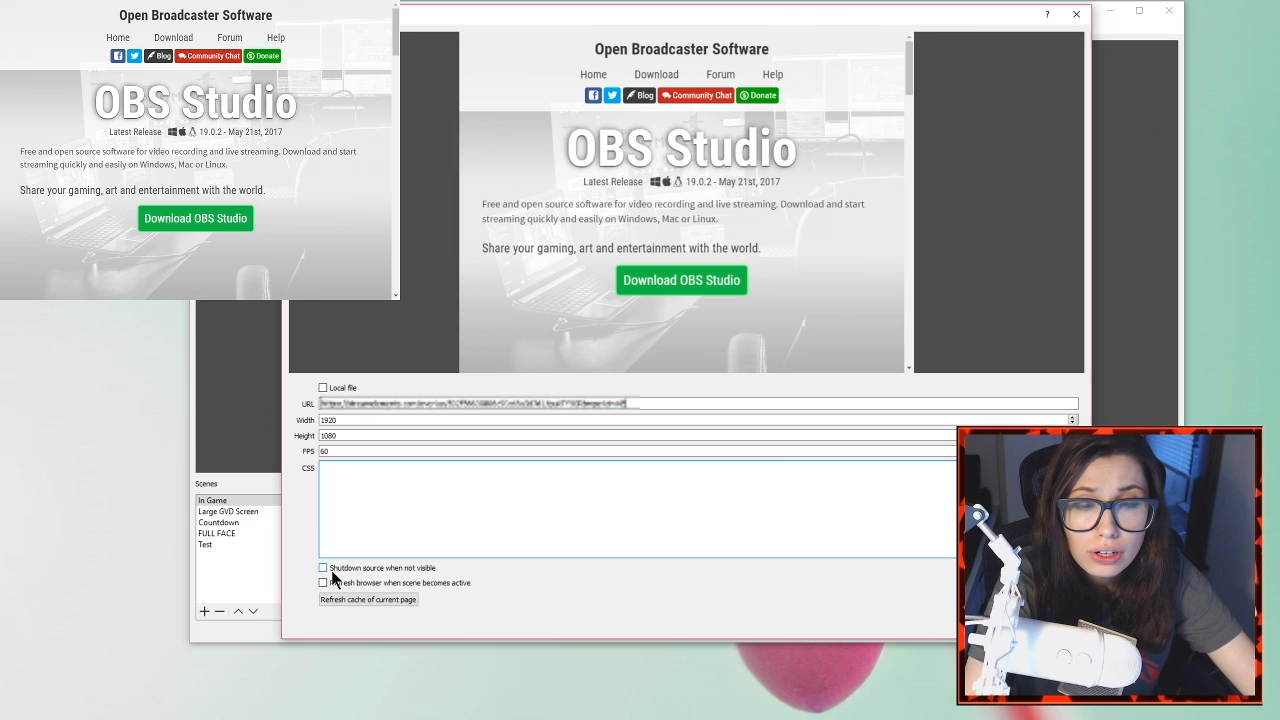 Open Broadcaster Software
Home Download Forum Help
Blog Community Chat Donate
OBS Studio
Latest Release 19.0.2 - May 21st, 2017
Free and open source software for video recording and live streaming. Download and start
streaming quickly and easily on Windows, Mac or Linux.
Share your gaming, art and entertainment with the world.
Download OBS Studio
?
Open Broadcaster Software
Home Download Forum Help
Blog Community Chat Donate
OBS Studio
Latest Release 19.0.2 - May 21st, 2017
Free and open source software for video recording and live streaming. Download and start
streaming quickly and easily on Windows, Mac or Linux.
Share your gaming, art and entertainment with the world.
Download OBS Studio
Local file
URL
Width 1920
Height 1080
FPS 60
CSS
Shutdown source when not visible
browser when scene becomes active
Refresh cache of current page
Scenes
In Game
Large GVD Screen
Countdown
FULL FACE
Test